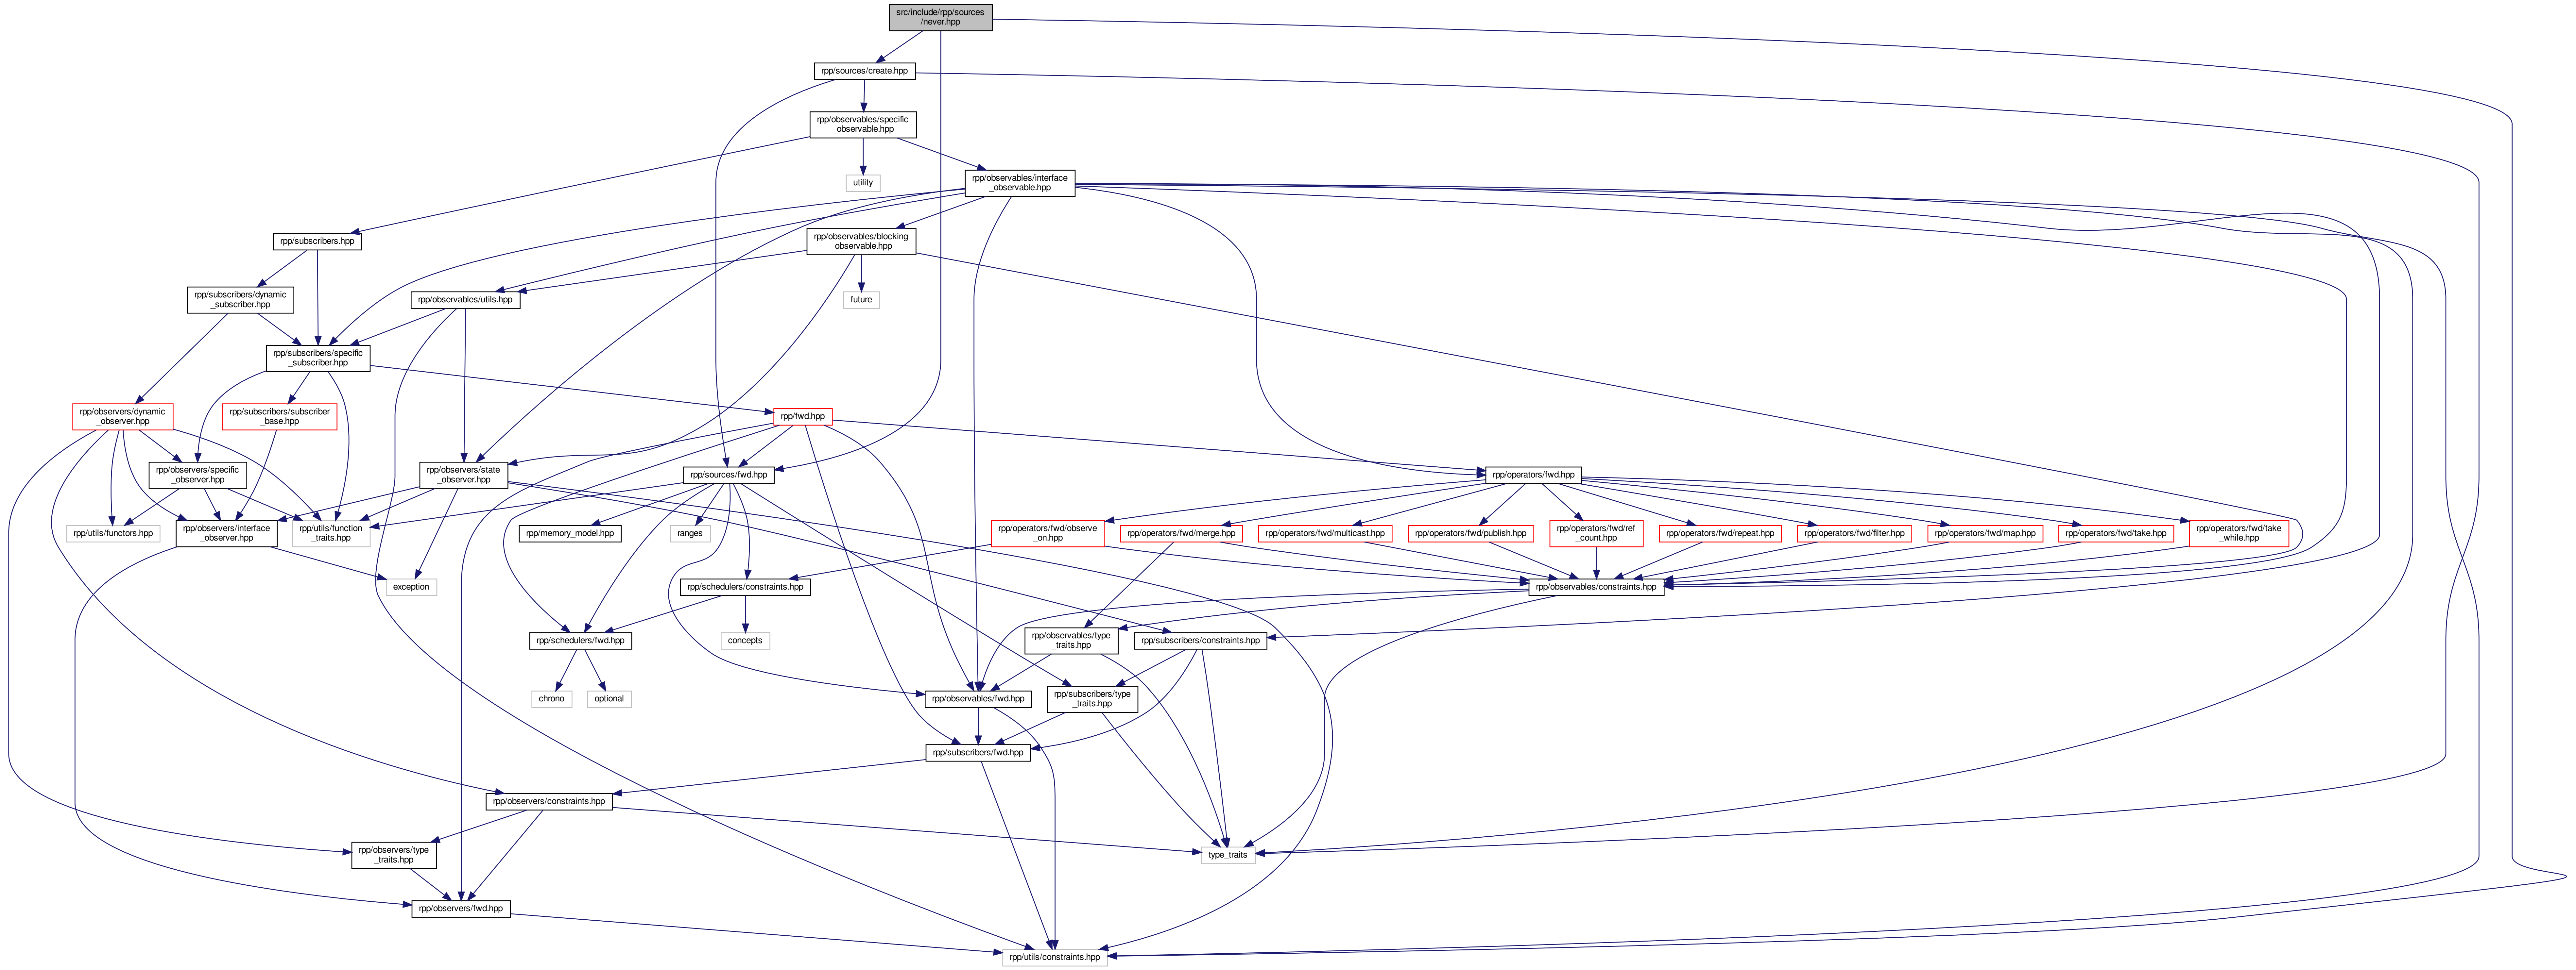 src/include/rpp/sources
/never.hpp
rpp/sources/create.hpp
rpp/observables/specific
_observable.hpp
utility
rpp/observables/interface
_observable.hpp
rpp/subscribers.hpp
rpp/observables/blocking
_observable.hpp
rpp/subscribers/dynamic
_subscriber.hpp
rpp/observables/utils.hpp
future
rpp/subscribers/specific
_subscriber.hpp
rpp/observers/dynamic
_observer.hpp
rpp/subscribers/subscriber
_base.hpp
rpp/fwd.hpp
rpp/observers/specific
_observer.hpp
rpp/observers/state
_observer.hpp
rpp/sources/fwd.hpp
rpp/operators/fwd.hpp
rpp/utils/functors.hpp
rpp/observers/interface
_observer.hpp
rpp/utils/function
_traits.hpp
rpp/memory_model.hpp
ranges
rpp/operators/fwd/observe
_on.hpp
rpp/operators/fwd/merge.hpp
rpp/operators/fwd/multicast.hpp
rpp/operators/fwd/publish.hpp
rpp/operators/fwd/ref
_count.hpp
rpp/operators/fwd/repeat.hpp
rpp/operators/fwd/filter.hpp
rpp/operators/fwd/map.hpp
rpp/operators/fwd/take.hpp
rpp/operators/fwd/take
_while.hpp
exception
rpp/schedulers/constraints.hpp
rpp/observables/constraints.hpp
rpp/schedulers/fwd.hpp
concepts
rpp/observables/type
_traits.hpp
rpp/subscribers/constraints.hpp
chrono
optional
rpp/observables/fwd.hpp
rpp/subscribers/type
_traits.hpp
rpp/subscribers/fwd.hpp
rpp/observers/constraints.hpp
rpp/observers/type
_traits.hpp
type_traits
rpp/observers/fwd.hpp
rpp/utils/constraints.hpp